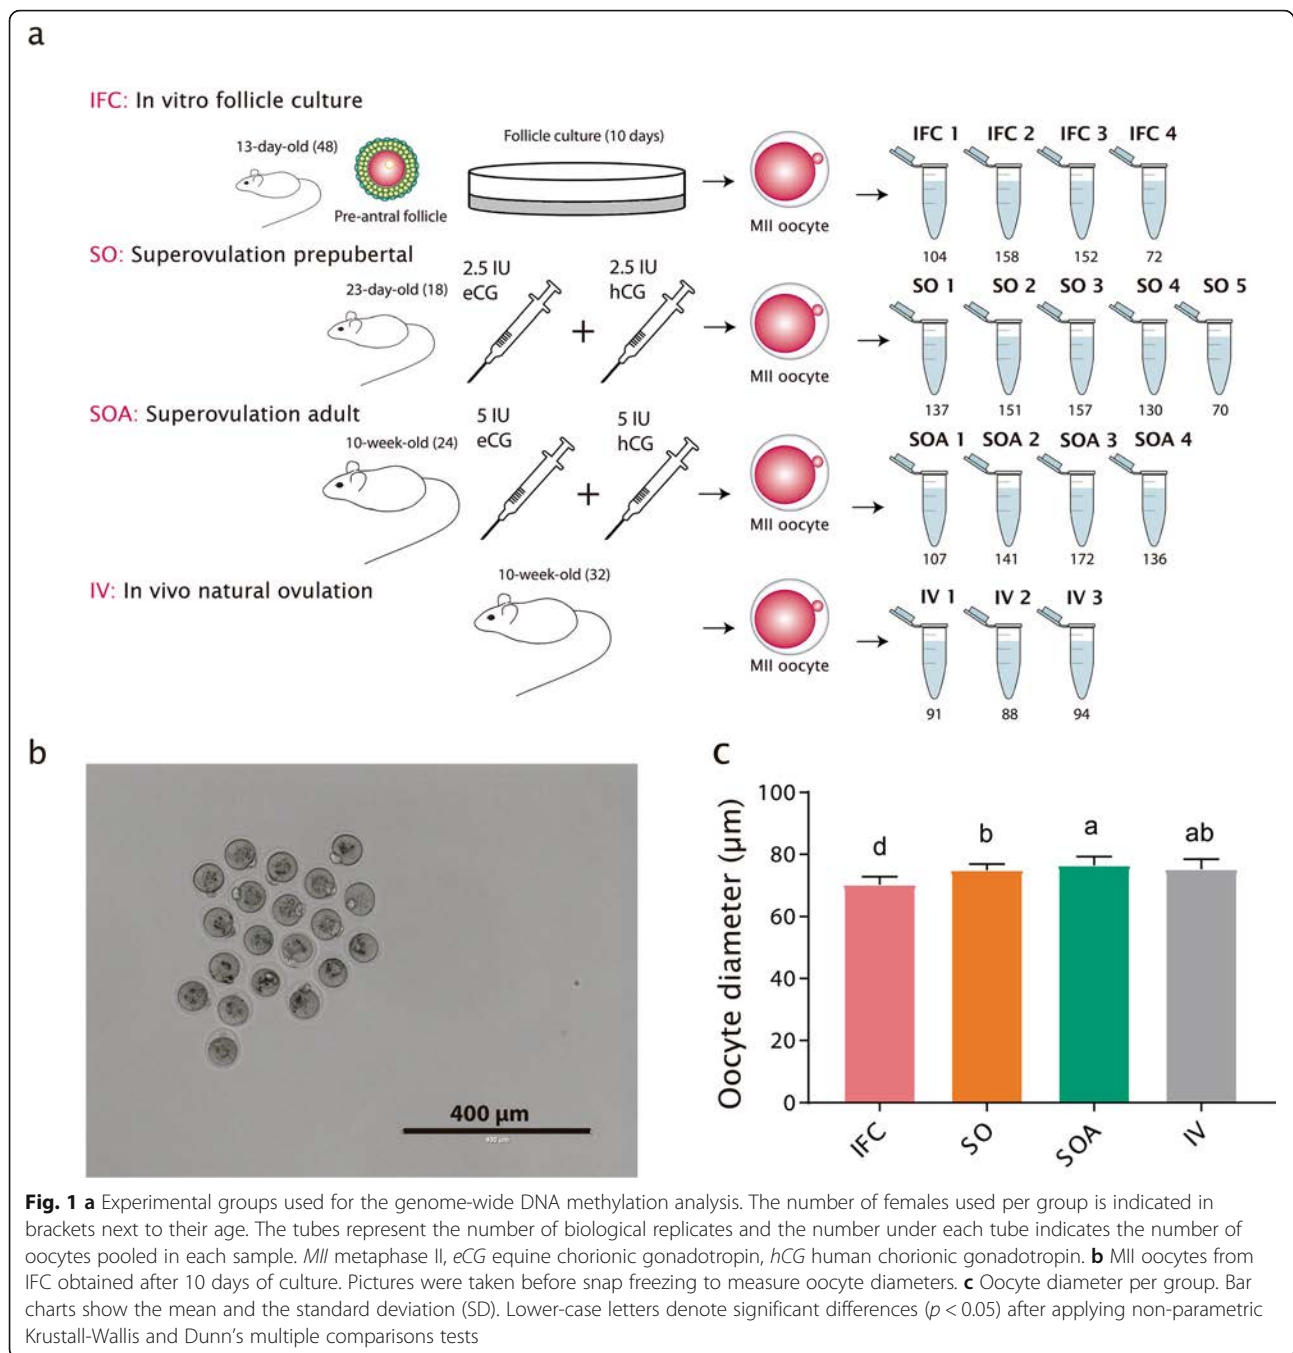 a
IFC: In vitro follicle culture
13-day-old (48)
Pre-antral follicle
Follicle culture (10 days)
MII oocyte
IFC 1 IFC 2 IFC 3 IFC 4
104 158 152 72
SO: Superovulation prepubertal
23-day-old (18)
2.5 IU
eCG
2.5 IU
hCG
+
MII oocyte
SO 1 SO 2 SO 3 SO 4 SO 5
137 151 157 130 70
SOA: Superovulation adult
10-week-old (24)
5 IU
eCG
5 IU
hCG
+
MII oocyte
SOA 1 SOA 2 SOA 3 SOA 4
107 141 172 136
IV: In vivo natural ovulation
10-week-old (32)
MII oocyte
IV 1 IV 2 IV 3
91 88 94
b
400 µm
400 µm
c
Oocyte diameter (µm)
100
80
60
40
20
0
d b a ab
IFC SO SOA IV
Fig. 1 a Experimental groups used for the genome-wide DNA methylation analysis. The number of females used per group is indicated in
brackets next to their age. The tubes represent the number of biological replicates and the number under each tube indicates the number of
oocytes pooled in each sample. MII metaphase II, eCG equine chorionic gonadotropin, hCG human chorionic gonadotropin. b MII oocytes from
IFC obtained after 10 days of culture. Pictures were taken before snap freezing to measure oocyte diameters. c Oocyte diameter per group. Bar
charts show the mean and the standard deviation (SD). Lower-case letters denote significant differences (p < 0.05) after applying non-parametric
Krustall-Wallis and Dunn's multiple comparisons tests